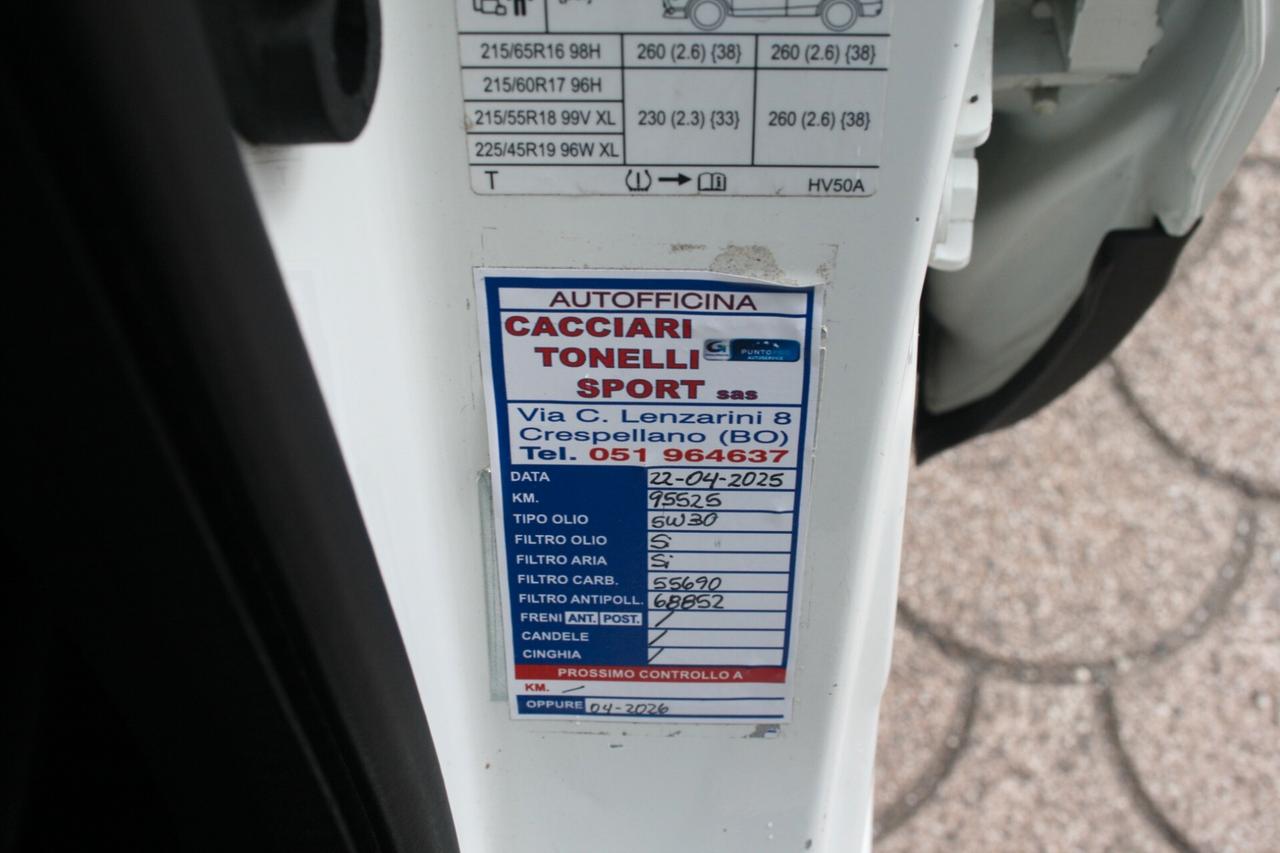 215/65R16 98H 260 (2.6) {38} 260 (2.6) {38}
215/60R17 96H
215/55R18 99V XL 230 (2.3) {33} 260 (2.6) {38}
225/45R19 96W XL
T HV50A
AUTOFFICINA
CACCIARI
TONELLI
SPORT sas
PUNTO
AUTOSERVICE
Via C. Lenzarini 8
Crespellano (BO)
Tel. 051 964637
DATA 22-04-2025
KM. 95525
TIPO OLIO 5W30
FILTRO OLIO Si
FILTRO ARIA Si
FILTRO CARB. 55690
FILTRO ANTIPOLL. 68852
FRENI ANT. POST. /
CANDELE /
CINGHIA /
PROSSIMO CONTROLLO A
KM. /
OPPURE 04-2026